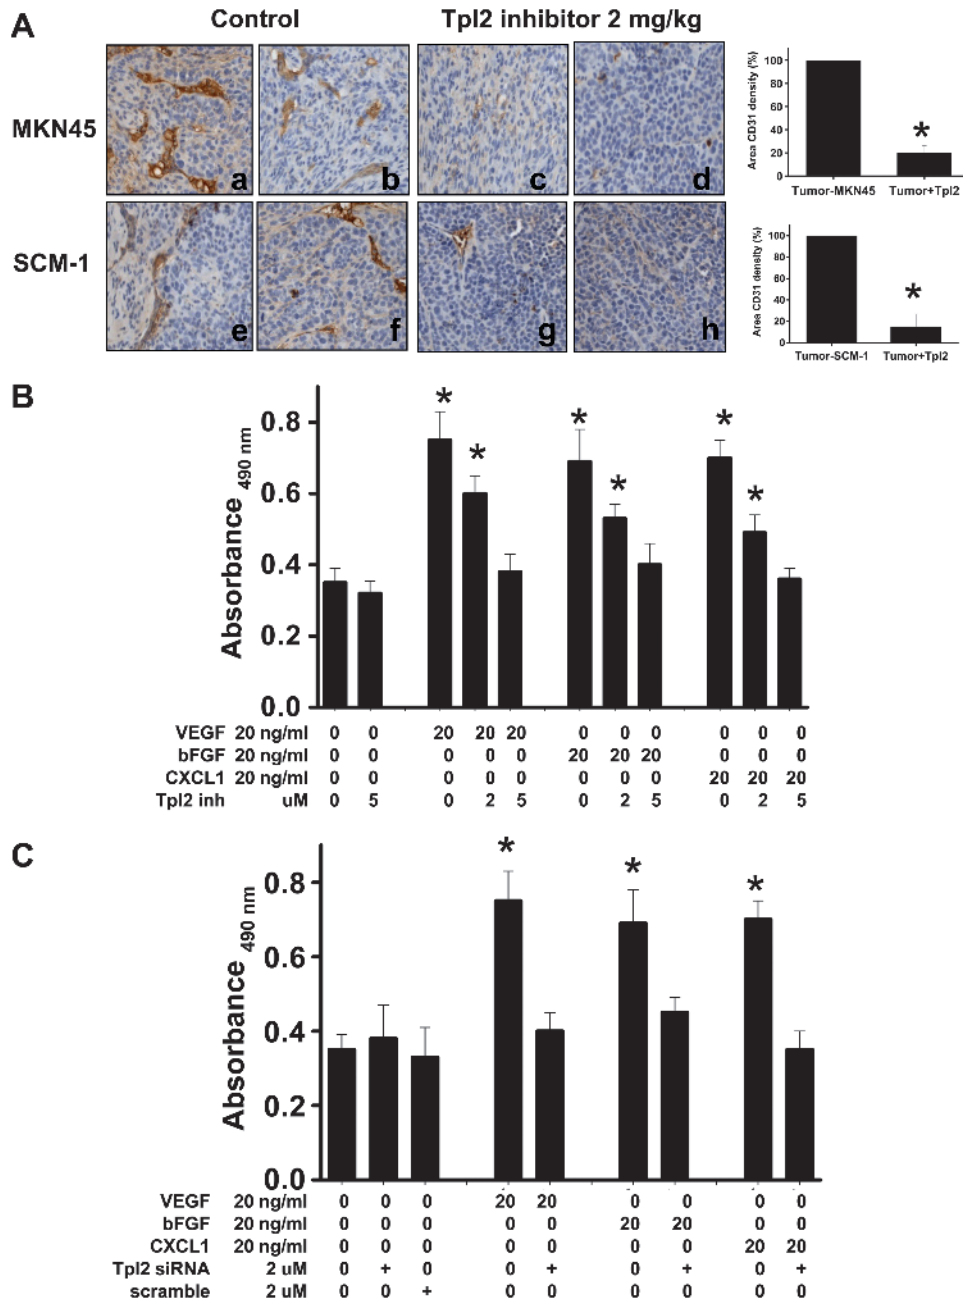 A
Control
Tpl2 inhibitor 2 mg/kg
MKN45
a
b
c
d
SCM-1
e
f
g
h
Area CD31 density (%)
100
80
60
40
20
0
*
Tumor-MKN45 Tumor+Tpl2
Area CD31 density (%)
100
80
60
40
20
0
*
Tumor-SCM-1 Tumor+Tpl2
B
Absorbance 490 nm
0.8
0.6
0.4
0.2
0.0
* * * * * *
VEGF 20 ng/ml 0 0 20 20 20 0 0 0 0 0 0
bFGF 20 ng/ml 0 0 0 0 0 20 20 20 0 0 0
CXCL1 20 ng/ml 0 0 0 0 0 0 0 0 20 20 20
Tpl2 inh uM 0 5 0 2 5 0 2 5 0 2 5
C
Absorbance 490 nm
0.8
0.6
0.4
0.2
0.0
* * *
VEGF 20 ng/ml 0 0 0 20 20 0 0 0 0
bFGF 20 ng/ml 0 0 0 0 0 20 20 0 0
CXCL1 20 ng/ml 0 0 0 0 0 0 0 20 20
Tpl2 siRNA 2 uM 0 + 0 0 + 0 + 0 +
scramble 2 uM 0 0 + 0 0 0 0 0 0